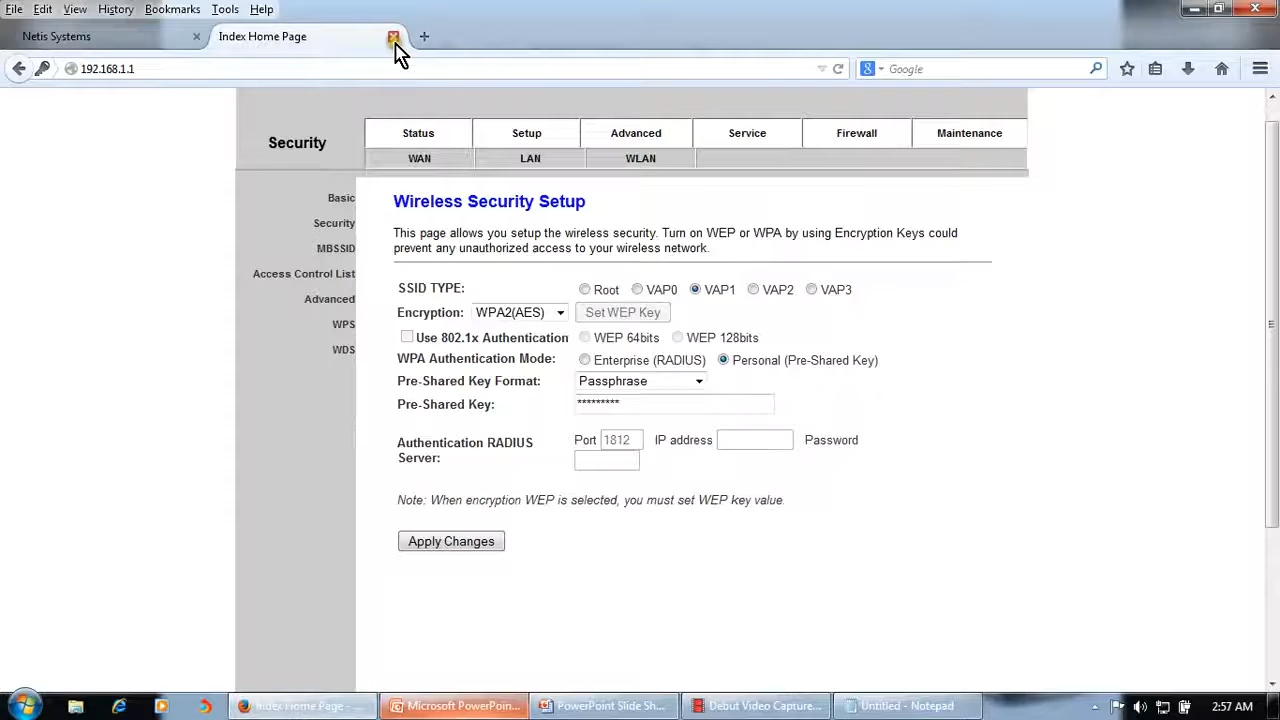 File Edit View History Bookmarks Tools Help
Netis Systems Index Home Page
192.168.1.1 Google
Security
Status Setup Advanced Service Firewall Maintenance
WAN LAN WLAN
Basic
Security
MBSSID
Access Control List
Advanced
WPS
WDS
Wireless Security Setup
This page allows you setup the wireless security. Turn on WEP or WPA by using Encryption Keys could
prevent any unauthorized access to your wireless network.
SSID TYPE: Root VAP0 VAP1 VAP2 VAP3
Encryption: WPA2(AES) Set WEP Key
Use 802.1x Authentication WEP 64bits WEP 128bits
WPA Authentication Mode: Enterprise (RADIUS) Personal (Pre-Shared Key)
Pre-Shared Key Format: Passphrase
Pre-Shared Key: *********
Authentication RADIUS
Server:
Port 1812 IP address Password
Note: When encryption WEP is selected, you must set WEP key value.
Apply Changes
Index Home Page - ... Microsoft PowerPoin... PowerPoint Slide Sh... Debut Video Capture... Untitled - Notepad 2:57 AM